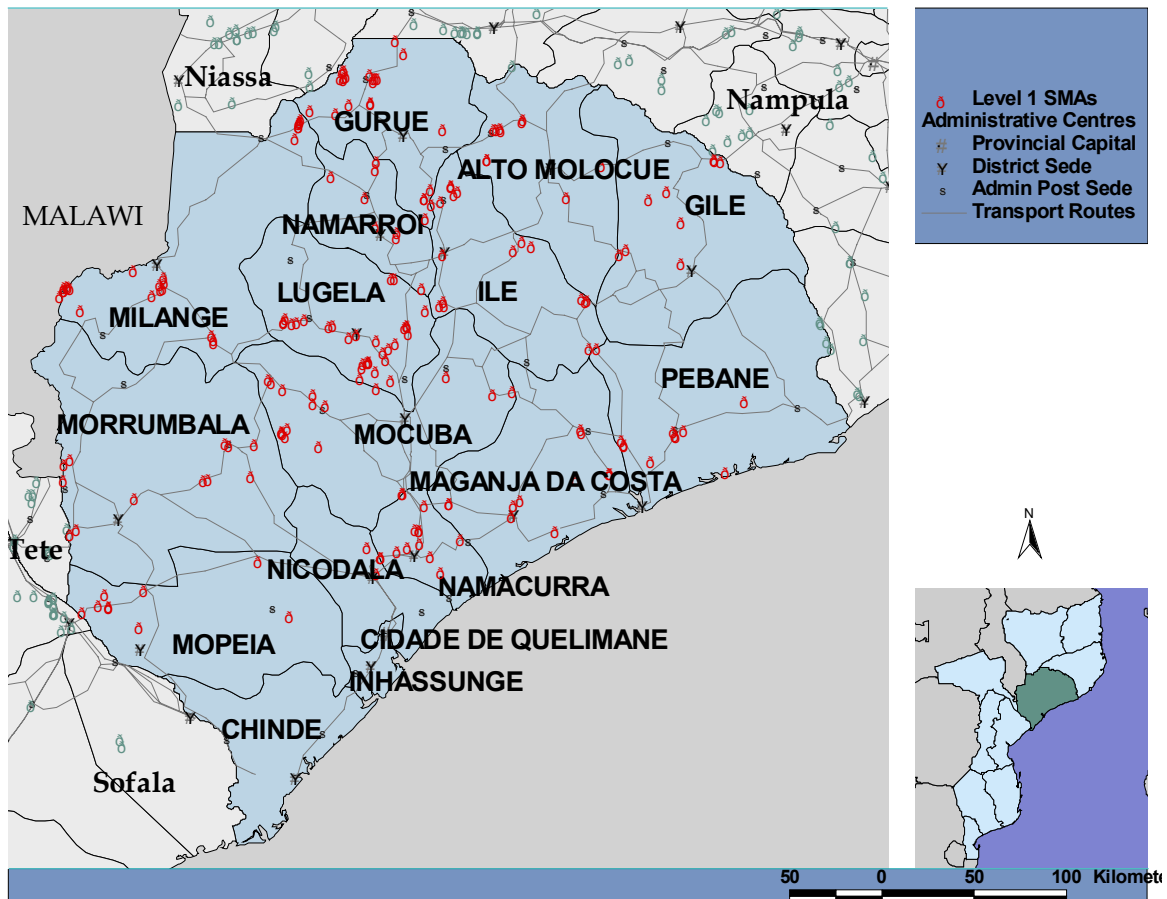 Niassa
Nampula
GURUE
ALTO MOLOCUE
GILE
MALAWI
NAMARROI
LUGELA
ILE
MILANGE
PEBANE
MORRUMBALA
MOCUBA
MAGANJA DA COSTA
Tete
NICODALA
NAMACURRA
MOPEIA
CIDADE DE QUELIMANE
INHASSUNGE
CHINDE
Sofala
Level 1 SMAs
Administrative Centres
# Provincial Capital
Y District Sede
s Admin Post Sede
Transport Routes
N
50 0 50 100 Kilomete